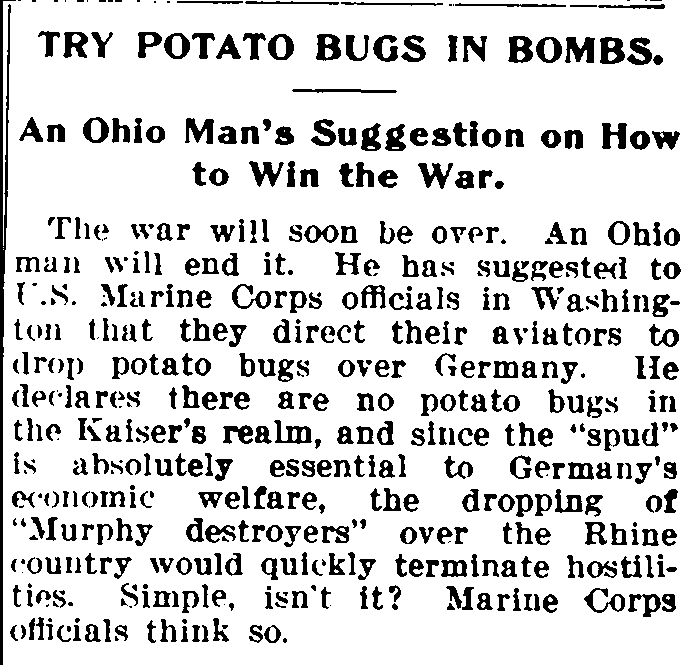 TRY POTATO BUGS IN BOMBS.
An Ohio Man's Suggestion on How
to Win the War.
The war will soon be over. An Ohio
man will end it. He has suggested to
U.S. Marine Corps officials in Washing-
ton that they direct their aviators to
drop potato bugs over Germany. He
declares there are no potato bugs in
the Kaiser's realm, and since the "spud"
is absolutely essential to Germany's
economic welfare, the dropping of
"Murphy destroyers" over the Rhine
country would quickly terminate hostili-
ties. Simple, isn't it? Marine Corps
officials think so.